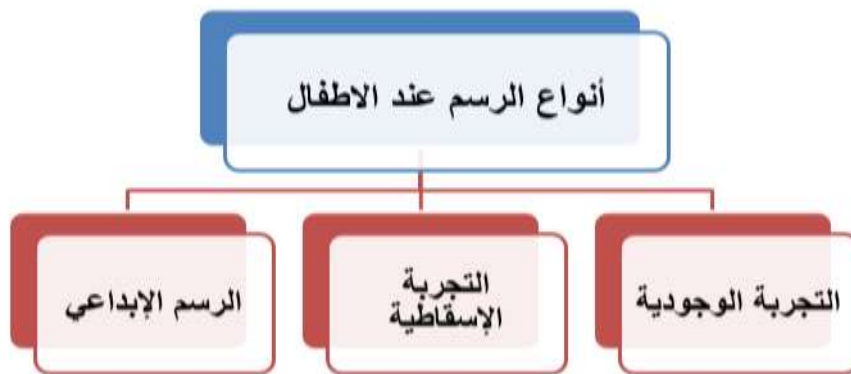 أنواع الرسم عند الاطفال
التجربة الوجودية
التجربة
الإسقاطية
الرسم الإبداعي